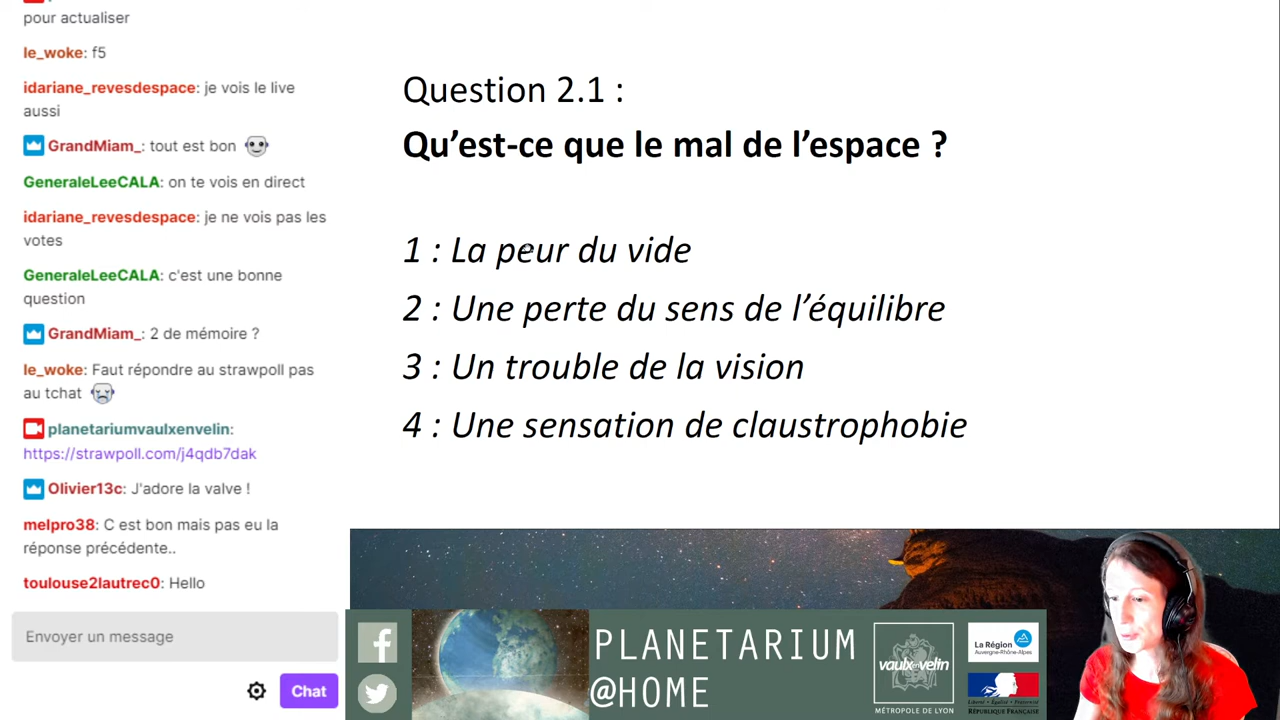 pour actualiser
le_woke: f5
idariane_revesdespace: je vois le live
aussi
GrandMiam_: tout est bon
GeneraleLeeCALA: on te vois en direct
idariane_revesdespace: je ne vois pas les
votes
GeneraleLeeCALA: c'est une bonne
question
GrandMiam_: 2 de mémoire ?
le_woke: Faut répondre au strawpoll pas
au tchat
planetariumvaulxenvelin:
https://strawpoll.com/j4qdb7dak
Olivier13c: J'adore la valve !
melpro38: C est bon mais pas eu la
réponse précédente..
toulouse2lautrec0: Hello
Envoyer un message
Chat
Question 2.1 :
Qu’est-ce que le mal de l’espace ?
1 : La peur du vide
2 : Une perte du sens de l’équilibre
3 : Un trouble de la vision
4 : Une sensation de claustrophobie
PLANETARIUM
@HOME
vaulx en velin
MÉTROPOLE DE LYON
La Région
Auvergne-Rhône-Alpes
Liberté • Égalité • Fraternité
RÉPUBLIQUE FRANÇAISE